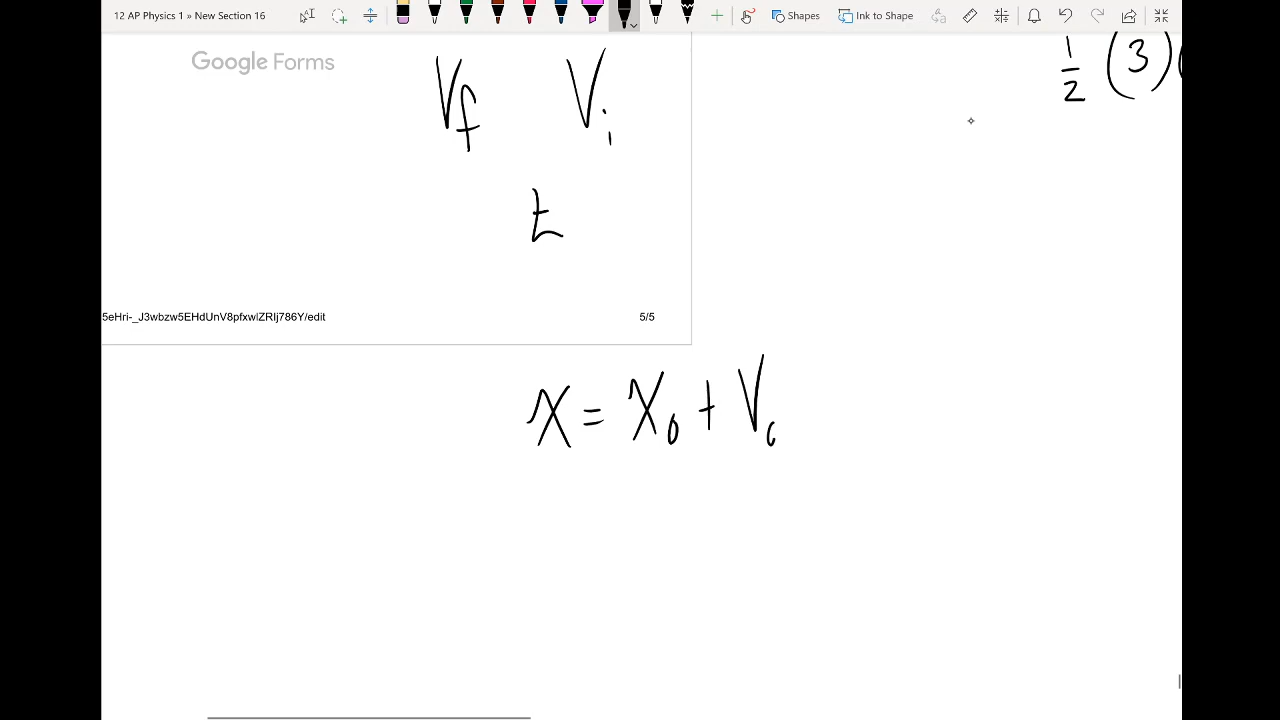 12 AP Physics 1 » New Section 16
Shapes
Ink to Shape
Google Forms
Vf Vi
1/2 (3)(
t
5eHri-_J3wbzw5EHdUnV8pfxwlZRIj786Y/edit
5/5
x = x0 + V0